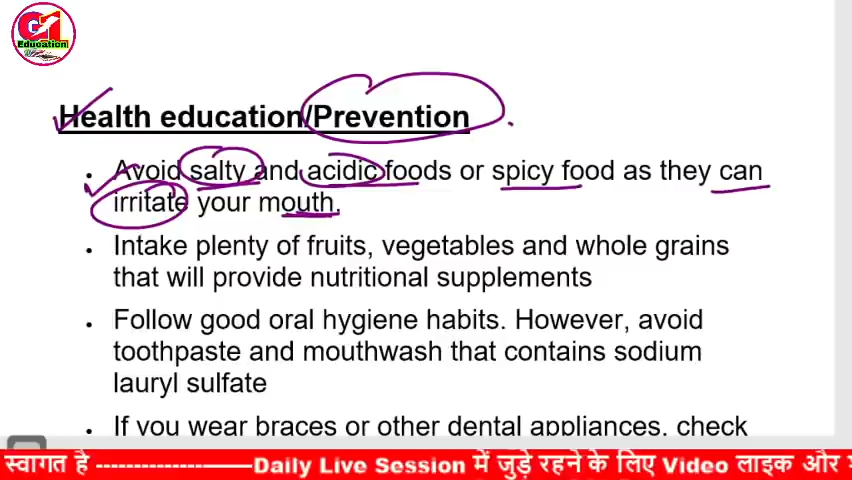 GI
Education
Health education/Prevention
Avoid salty and acidic foods or spicy food as they can
irritate your mouth.
Intake plenty of fruits, vegetables and whole grains
that will provide nutritional supplements
Follow good oral hygiene habits. However, avoid
toothpaste and mouthwash that contains sodium
lauryl sulfate
If you wear braces or other dental appliances, check
स्वागत है ---------------——Daily Live Session में जुड़े रहने के लिए Video लाइक और